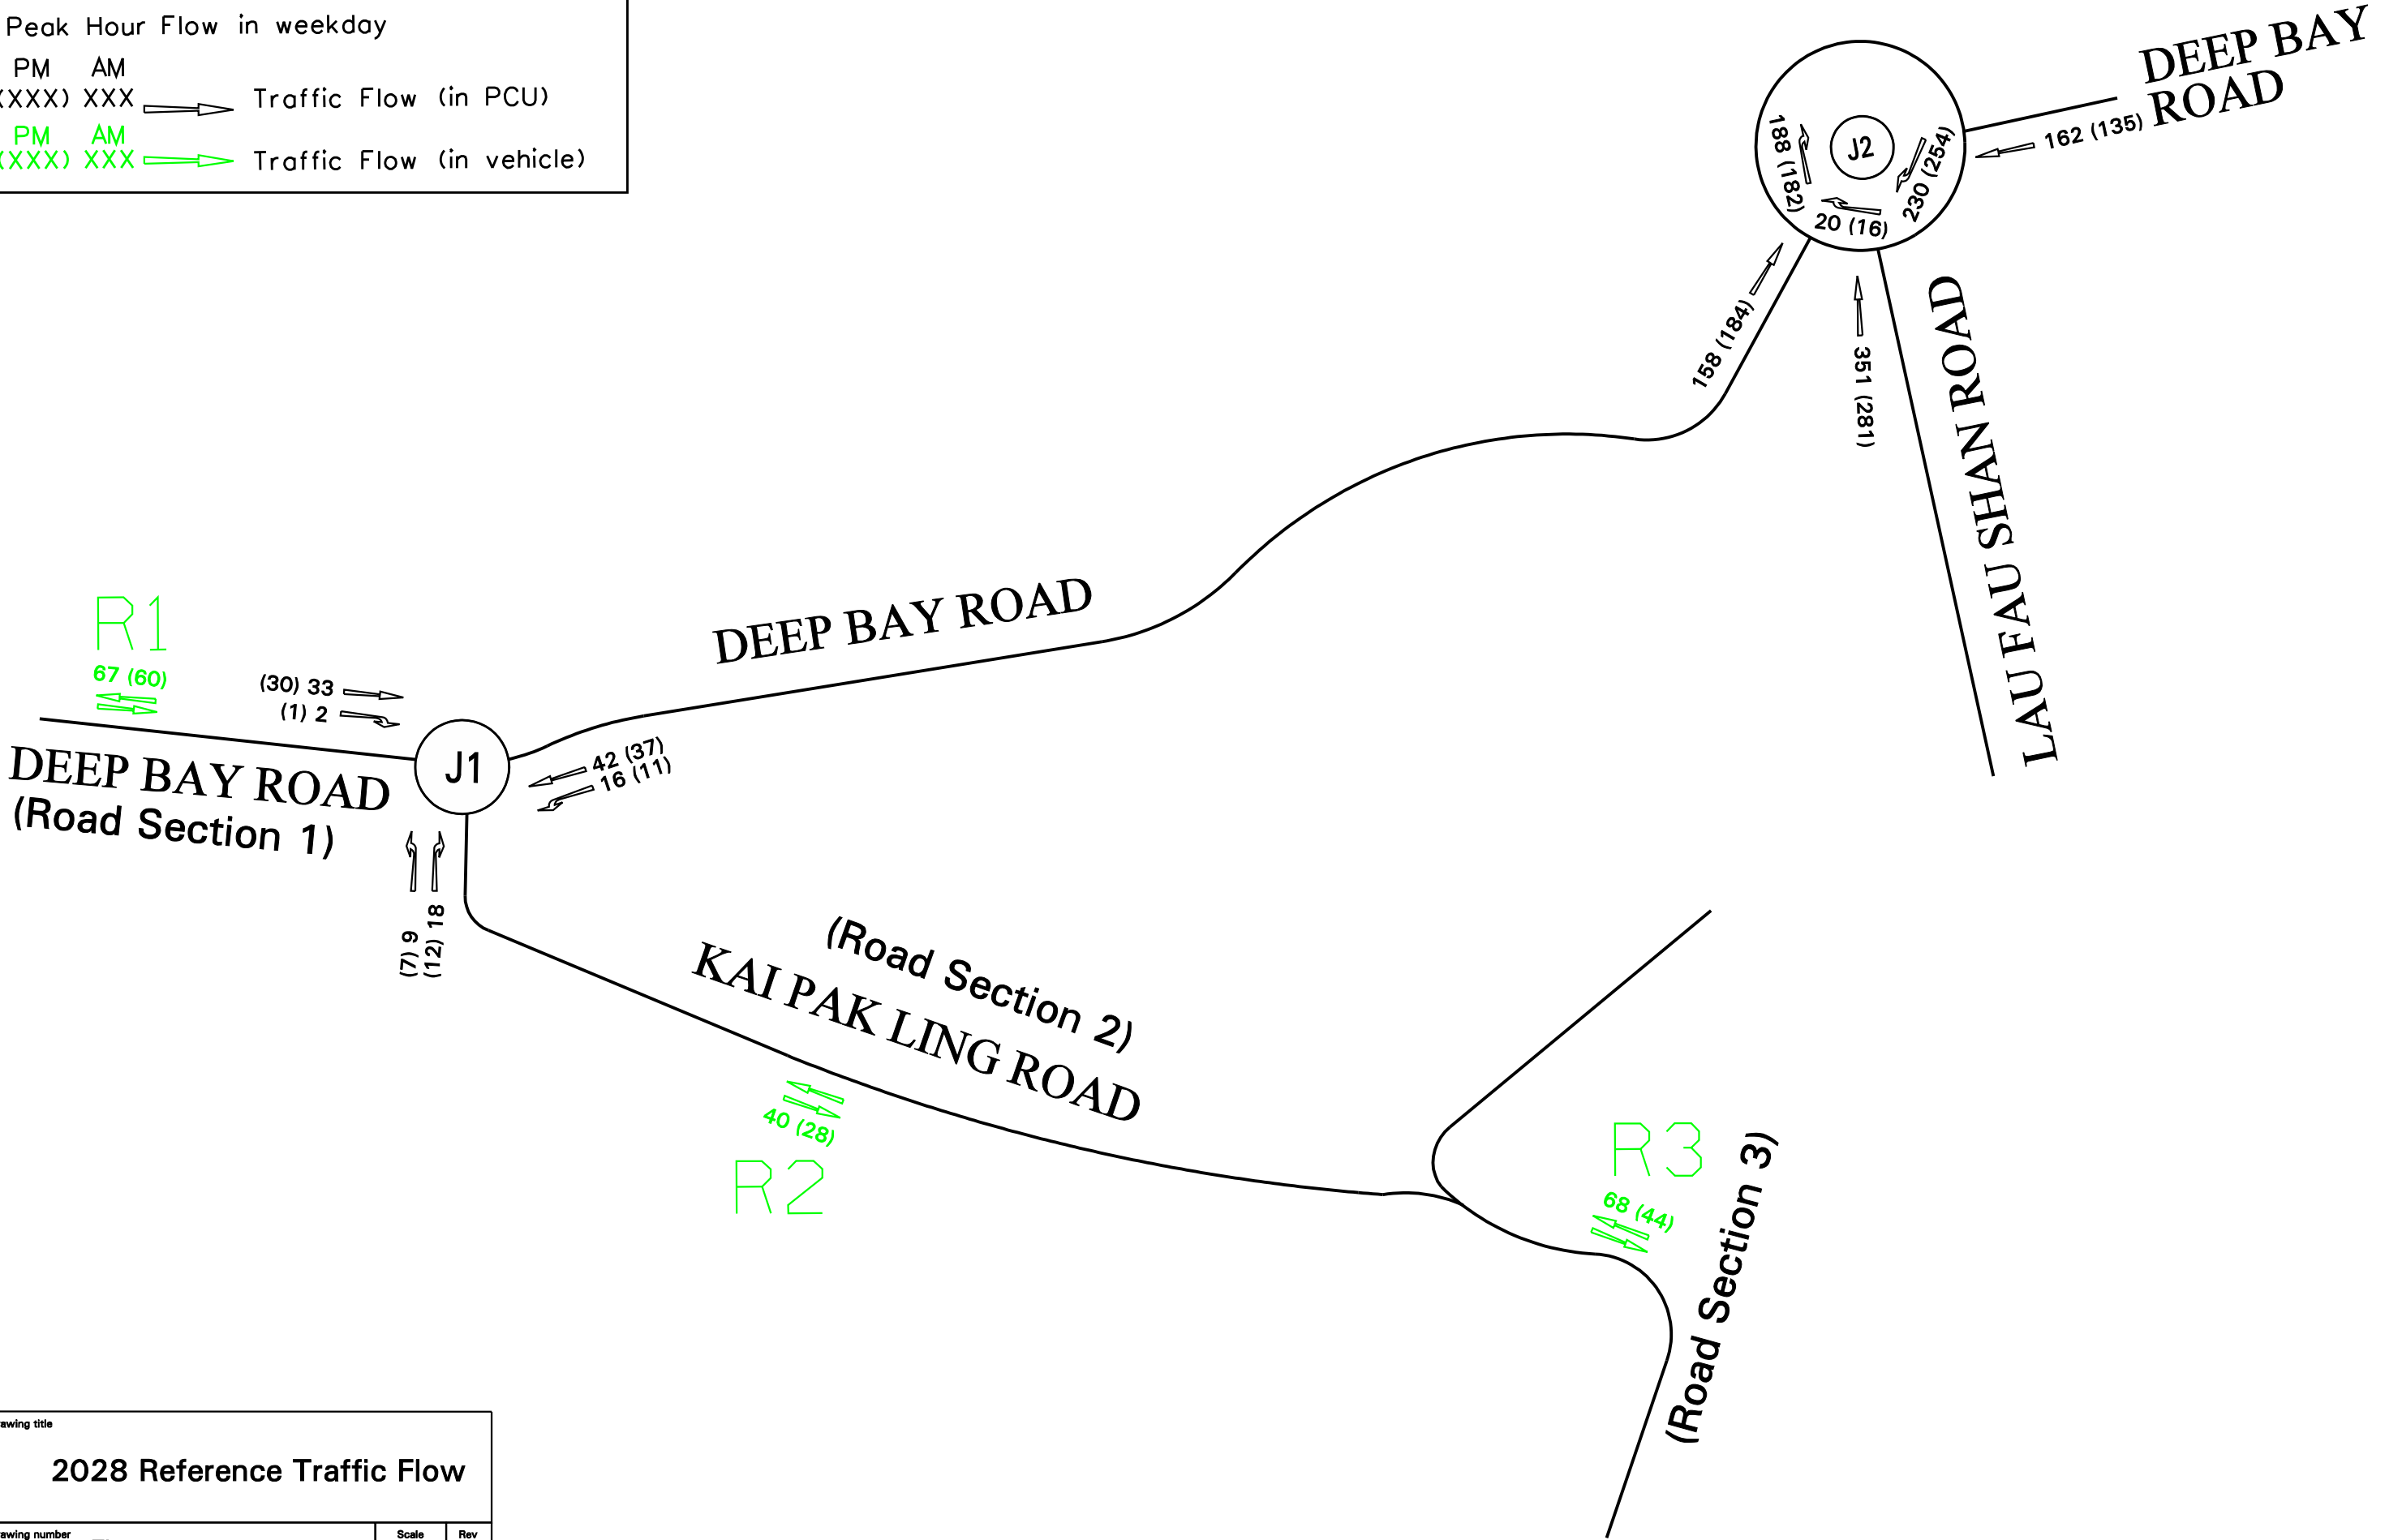 Peak Hour Flow in weekday
PM AM
(XXX) XXX Traffic Flow (in PCU)
PM AM
(XXX) XXX Traffic Flow (in vehicle)
DEEP BAY
ROAD
162 (135)
J2
188 (182)
230 (254)
20 (16)
158 (184)
351 (281)
LAU FAU SHAN ROAD
DEEP BAY ROAD
R1
67 (60)
(30) 33
(1) 2
J1
42 (37)
16 (11)
DEEP BAY ROAD
(Road Section 1)
(7) 9
(12) 18
(Road Section 2)
KAI PAK LING ROAD
40 (28)
R2
R3
68 (44)
(Road Section 3)
awing title
2028 Reference Traffic Flow
awing number
Scale
Rev